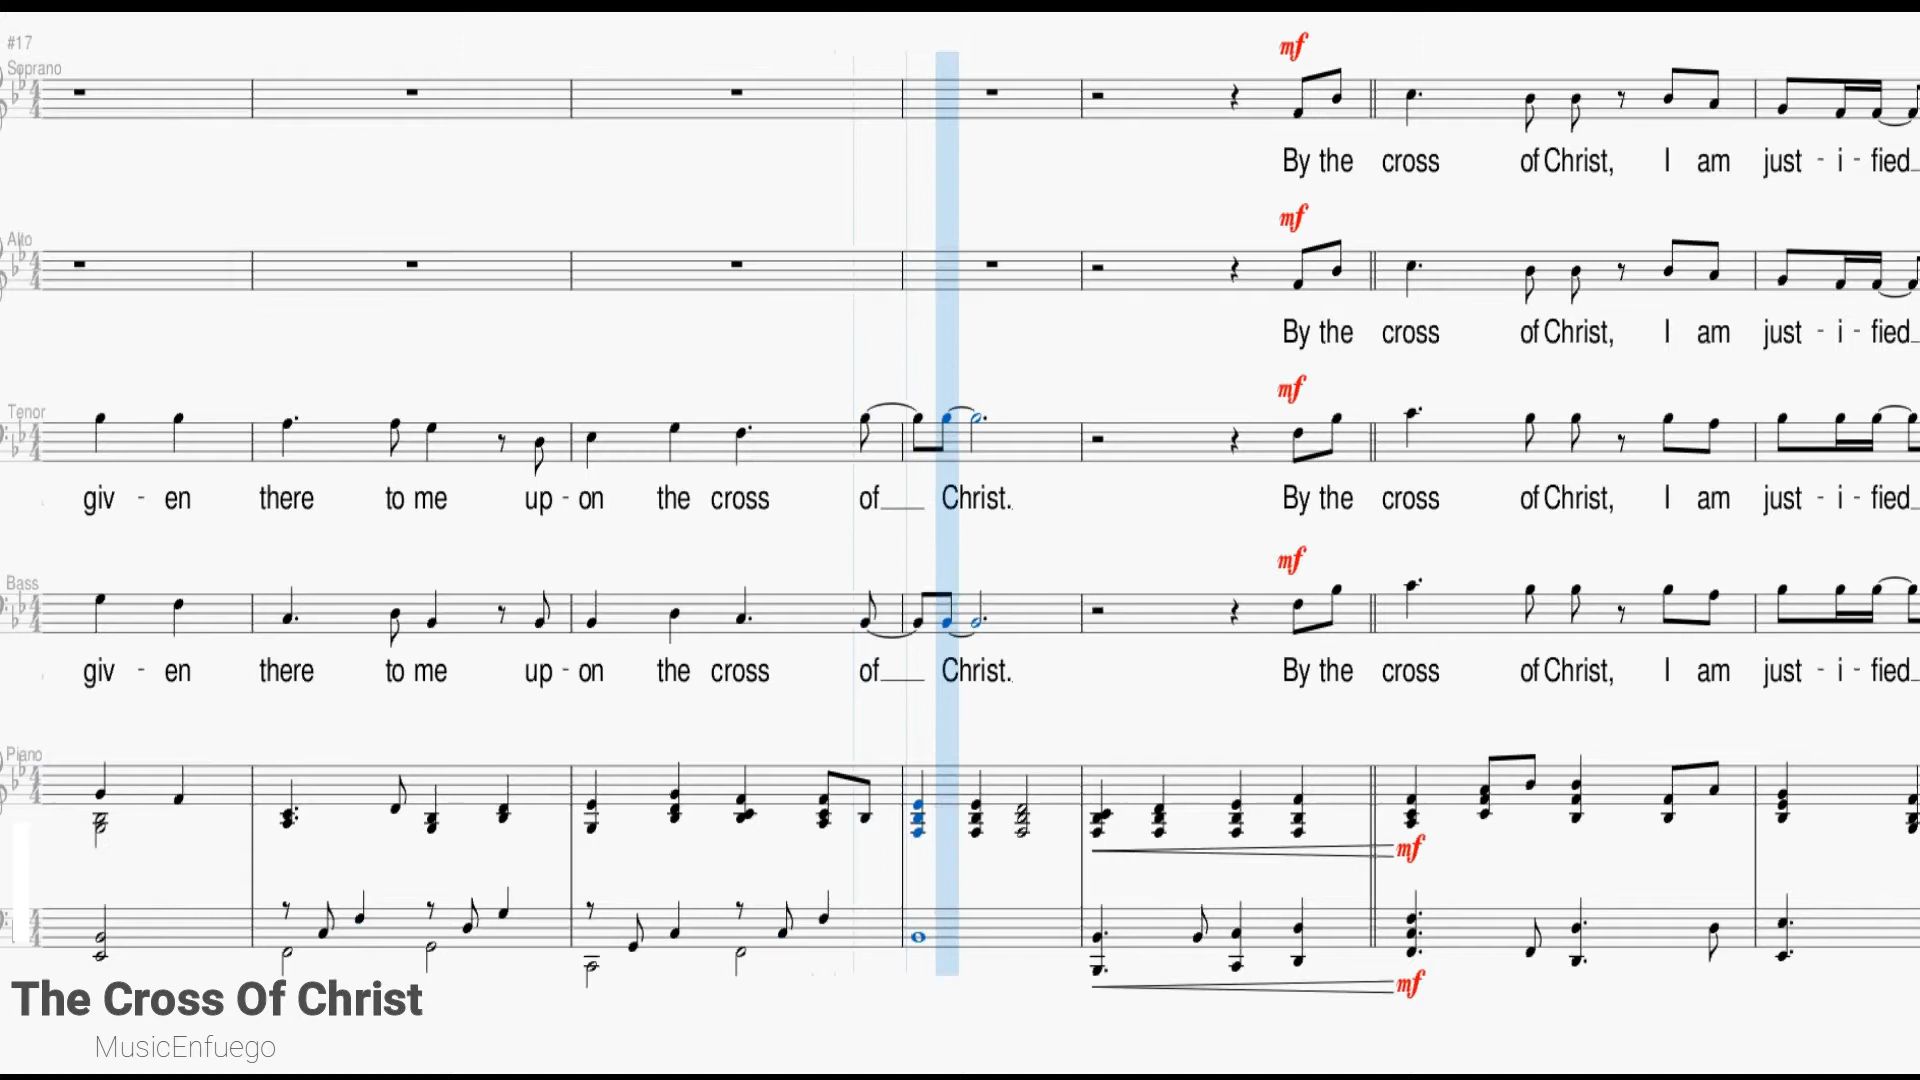 #17
Soprano
mf
By the cross of Christ, I am just - i - fied
Alto
mf
By the cross of Christ, I am just - i - fied
Tenor
mf
giv - en there to me up - on the cross of Christ. By the cross of Christ, I am just - i - fied
Bass
mf
giv - en there to me up - on the cross of Christ. By the cross of Christ, I am just - i - fied
Piano
mf
mf
The Cross Of Christ
MusicEnfuego